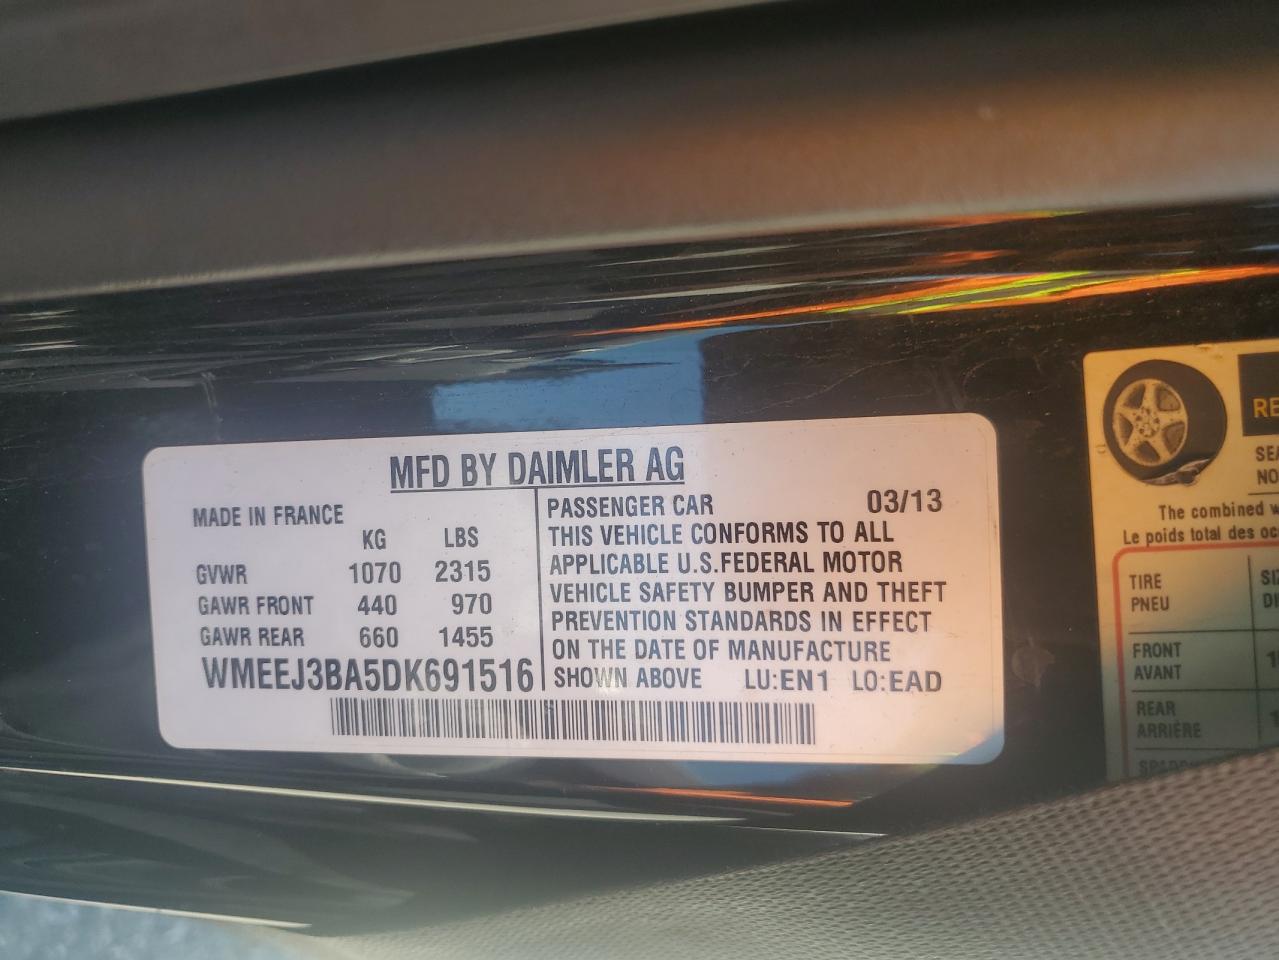 MFD BY DAIMLER AG
MADE IN FRANCE
KG LBS
GVWR 1070 2315
GAWR FRONT 440 970
GAWR REAR 660 1455
WMEEJ3BA5DK691516
PASSENGER CAR 03/13
THIS VEHICLE CONFORMS TO ALL
APPLICABLE U.S.FEDERAL MOTOR
VEHICLE SAFETY BUMPER AND THEFT
PREVENTION STANDARDS IN EFFECT
ON THE DATE OF MANUFACTURE
SHOWN ABOVE LU:EN1 LO:EAD
The combined
Le poids total des
TIRE
PNEU
FRONT
AVANT
REAR
ARRIÈRE